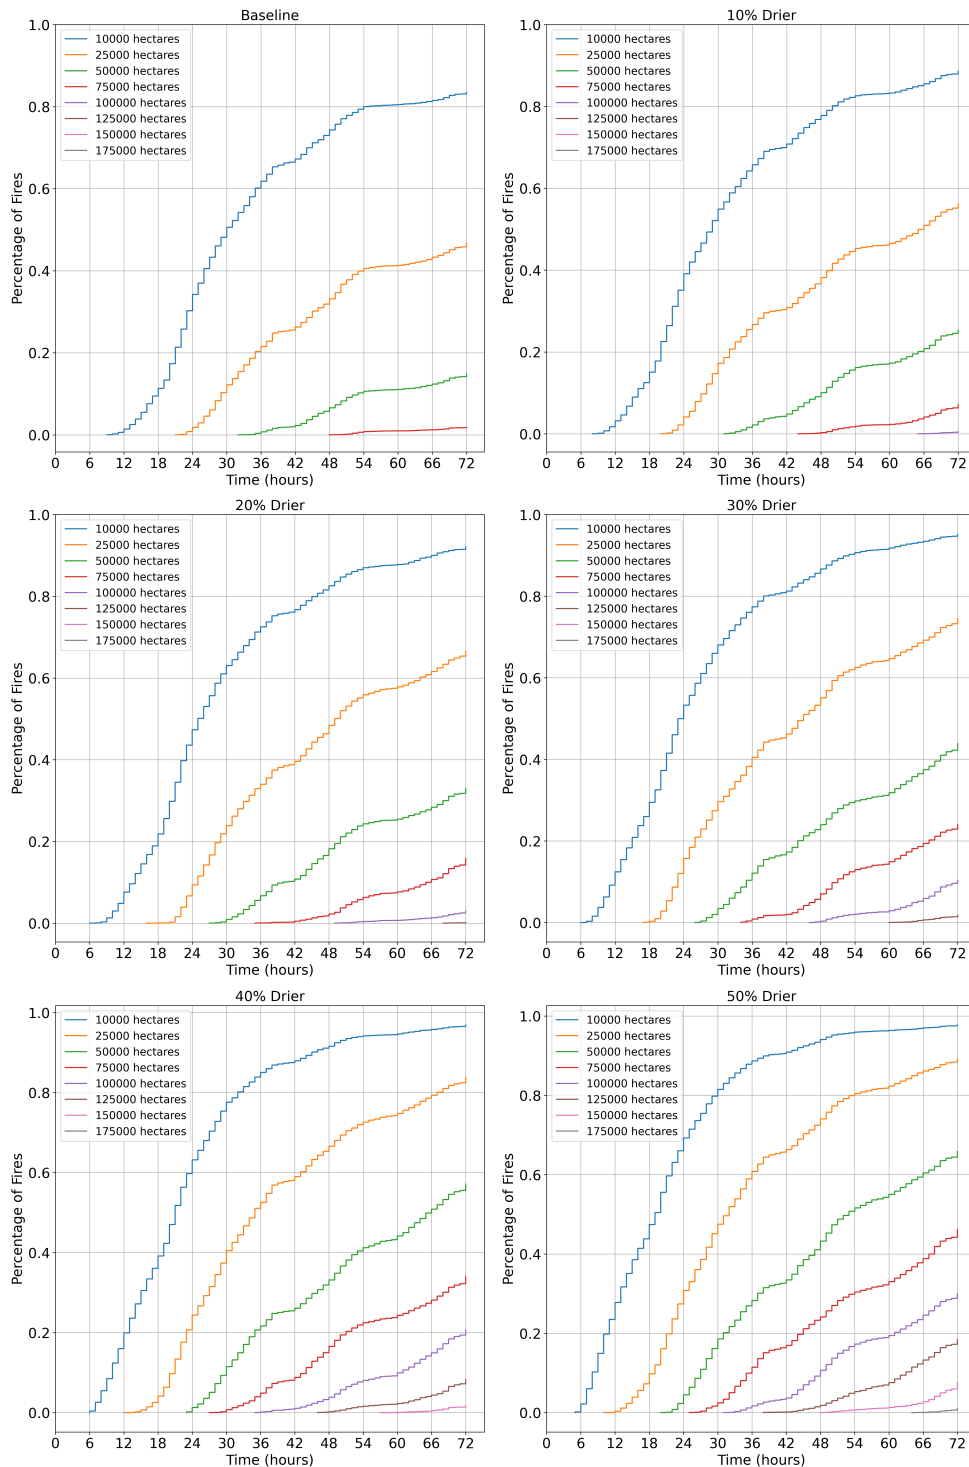 Baseline
1.0
0.8
0.6
0.4
0.2
0.0
Percentage of Fires
10000 hectares
25000 hectares
50000 hectares
75000 hectares
100000 hectares
125000 hectares
150000 hectares
175000 hectares
0 6 12 18 24 30 36 42 48 54 60 66 72
Time (hours)
10% Drier
1.0
0.8
0.6
0.4
0.2
0.0
Percentage of Fires
10000 hectares
25000 hectares
50000 hectares
75000 hectares
100000 hectares
125000 hectares
150000 hectares
175000 hectares
0 6 12 18 24 30 36 42 48 54 60 66 72
Time (hours)
20% Drier
1.0
0.8
0.6
0.4
0.2
0.0
Percentage of Fires
10000 hectares
25000 hectares
50000 hectares
75000 hectares
100000 hectares
125000 hectares
150000 hectares
175000 hectares
0 6 12 18 24 30 36 42 48 54 60 66 72
Time (hours)
30% Drier
1.0
0.8
0.6
0.4
0.2
0.0
Percentage of Fires
10000 hectares
25000 hectares
50000 hectares
75000 hectares
100000 hectares
125000 hectares
150000 hectares
175000 hectares
0 6 12 18 24 30 36 42 48 54 60 66 72
Time (hours)
40% Drier
1.0
0.8
0.6
0.4
0.2
0.0
Percentage of Fires
10000 hectares
25000 hectares
50000 hectares
75000 hectares
100000 hectares
125000 hectares
150000 hectares
175000 hectares
0 6 12 18 24 30 36 42 48 54 60 66 72
Time (hours)
50% Drier
1.0
0.8
0.6
0.4
0.2
0.0
Percentage of Fires
10000 hectares
25000 hectares
50000 hectares
75000 hectares
100000 hectares
125000 hectares
150000 hectares
175000 hectares
0 6 12 18 24 30 36 42 48 54 60 66 72
Time (hours)